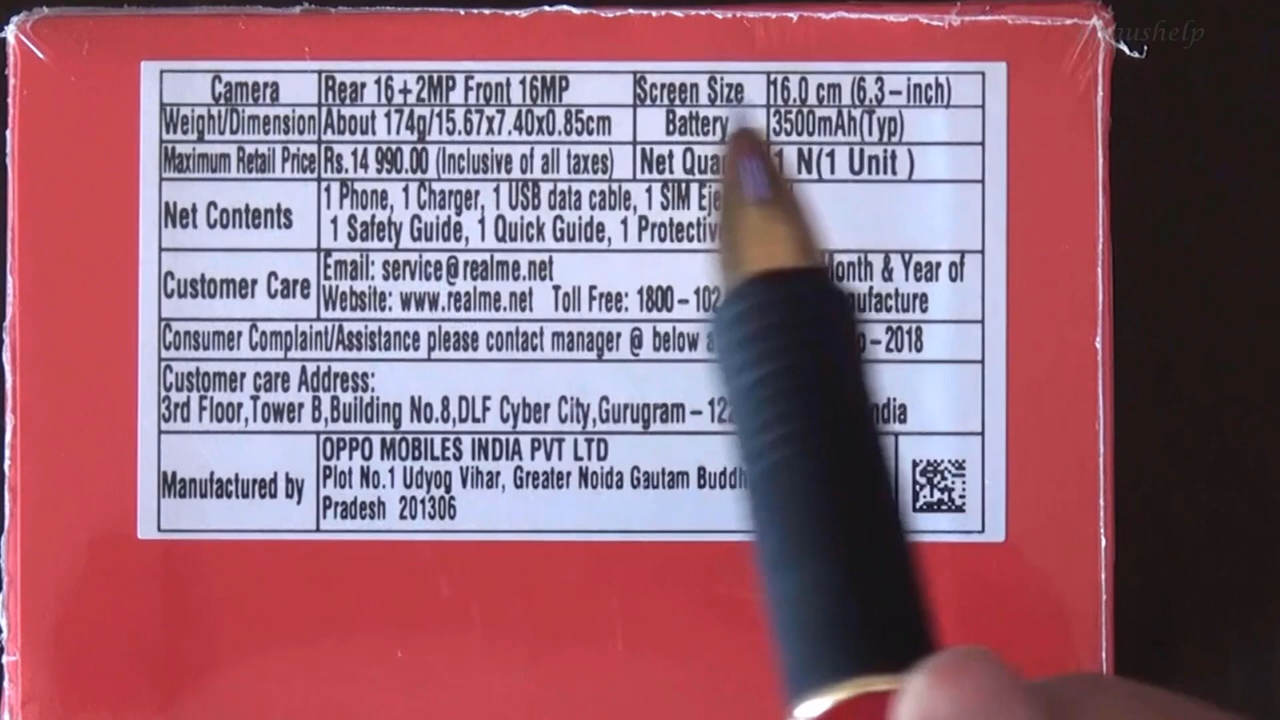 Camera Rear 16+2MP Front 16MP Screen Size 16.0 cm (6.3-inch)
Weight/Dimension About 174g/15.67x7.40x0.85cm Battery 3500mAh(Typ)
Maximum Retail Price Rs.14 990.00 (Inclusive of all taxes) Net 1 N(1 Unit )
Net Contents
1 Phone, 1 Charger, 1 USB data cable, 1 SIM
1 Safety Guide, 1 Quick Guide, 1
Customer Care
Email: service@realme.net
Website: www.realme.net Toll Free: 1800-102
& Year of
Consumer Complaint/Assistance please contact manager @ below
-2018
Customer care Address:
3rd Floor,Tower B,Building No.8,DLF Cyber City,Gurugram-
Manufactured by
OPPO MOBILES INDIA PVT LTD
Plot No.1 Udyog Vihar, Greater Noida Gautam
Pradesh 201306